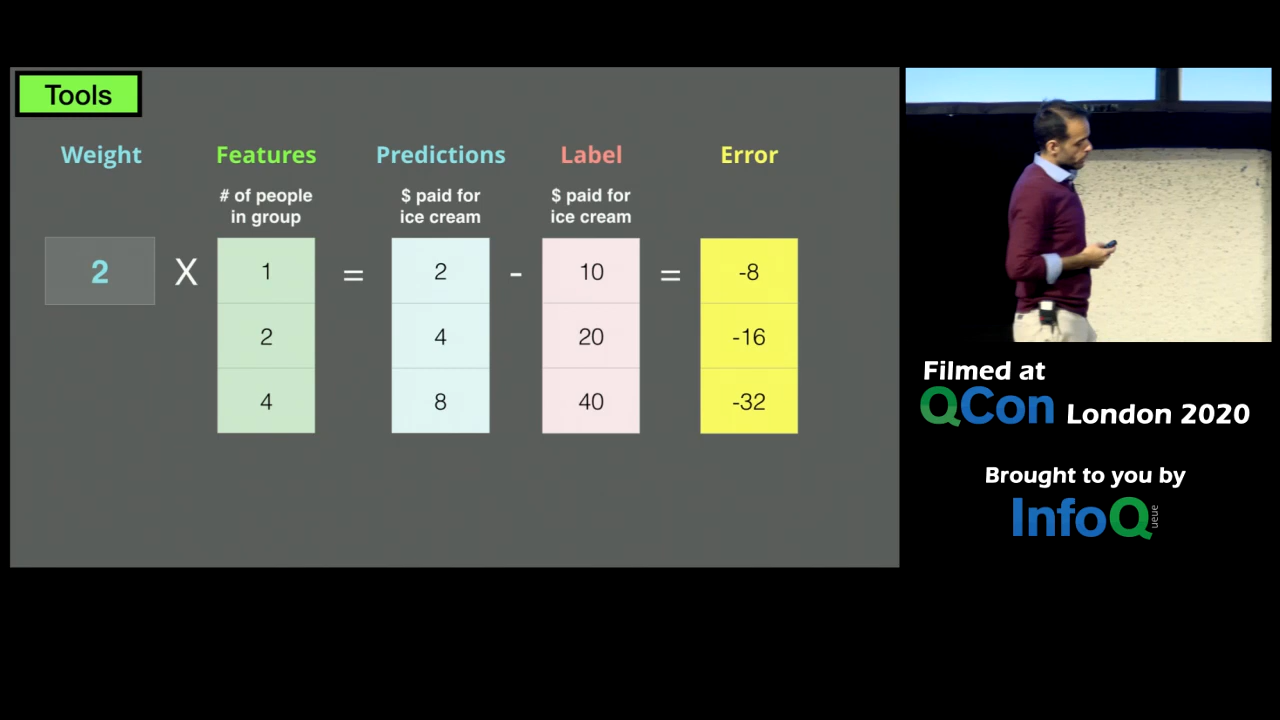 Tools
Weight Features Predictions Label Error
# of people in group
$ paid for ice cream
$ paid for ice cream
2 X 1 = 2 - 10 = -8
2 4 20 -16
4 8 40 -32
Filmed at
QCon London 2020
Brought to you by
InfoQ
ueue